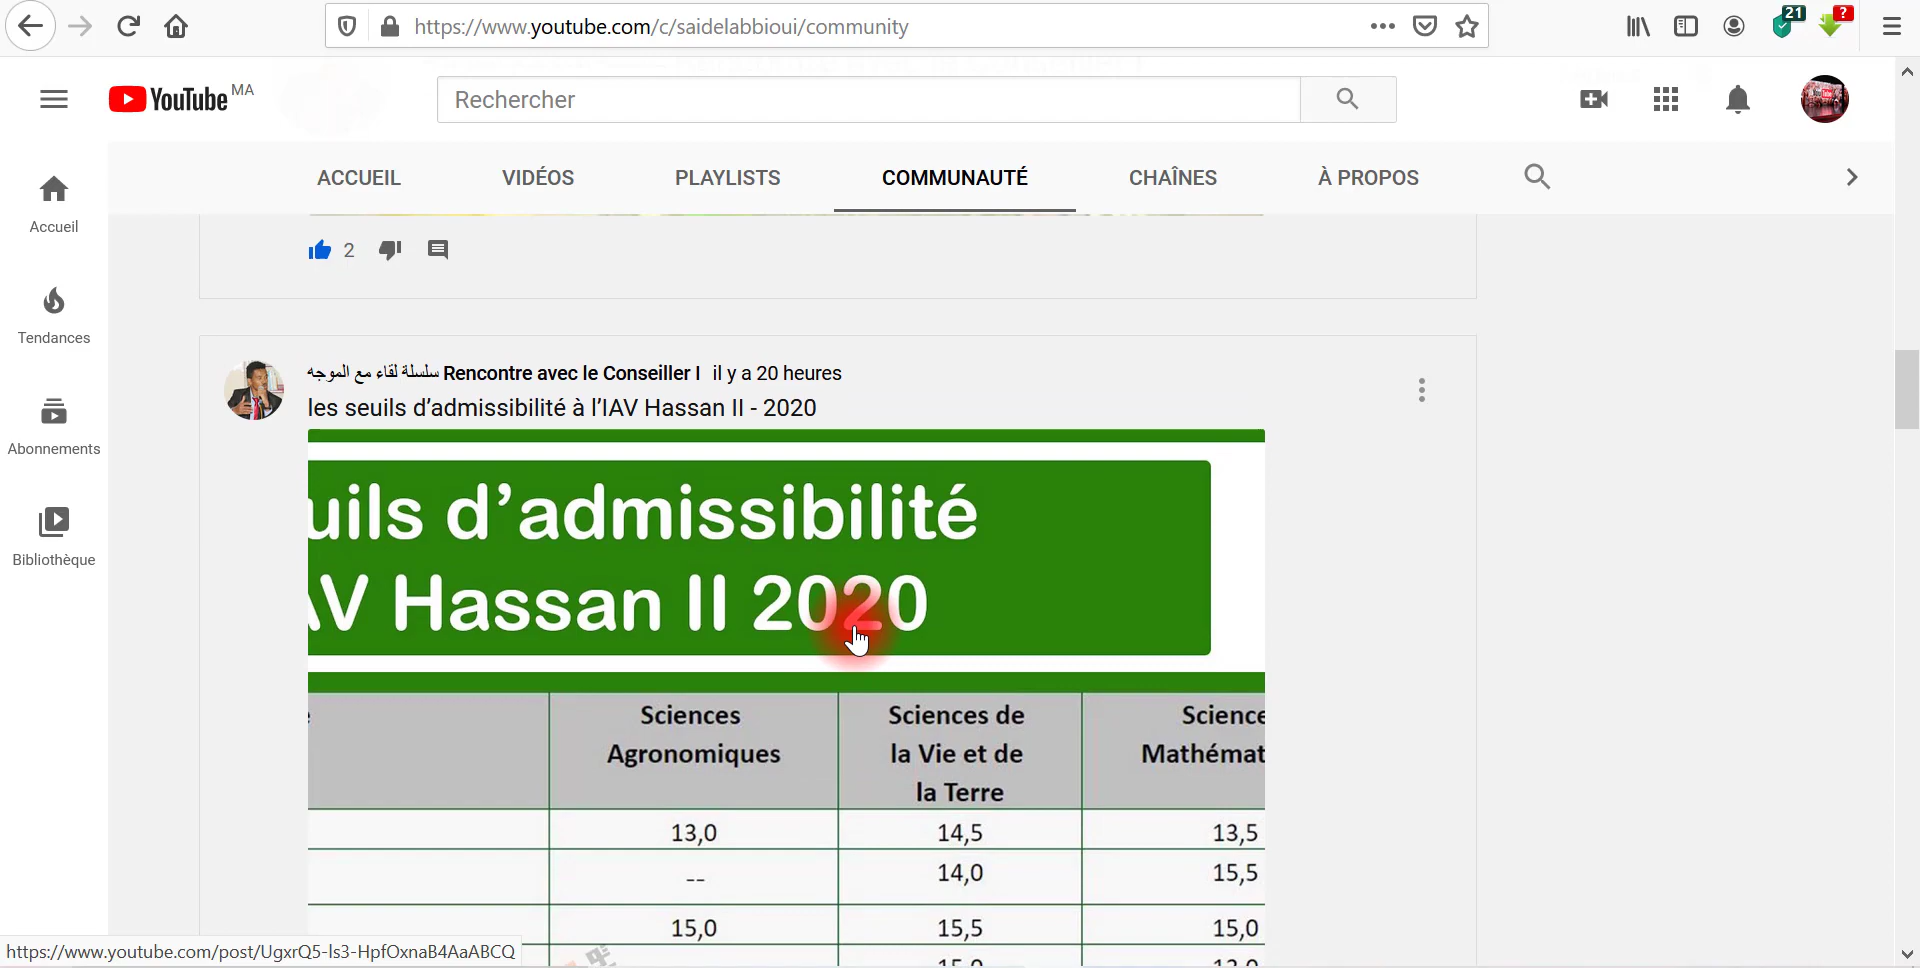 https://www.youtube.com/c/saidelabbioui/community
21
?
YouTube MA
Rechercher
ACCUEIL
VIDÉOS
PLAYLISTS
COMMUNAUTÉ
CHAÎNES
À PROPOS
Accueil
Tendances
Abonnements
Bibliothèque
2
سلسلة لقاء مع الموجه Rencontre avec le Conseiller I il y a 20 heures
les seuils d’admissibilité à l’IAV Hassan II - 2020
uils d’admissibilité
AV Hassan II 2020
Sciences Agronomiques
Sciences de la Vie et de la Terre
Science
Mathémat
13,0 14,5 13,5
-- 14,0 15,5
15,0 15,5 15,0
https://www.youtube.com/post/UgxrQ5-ls3-HpfOxnaB4AaABCQ